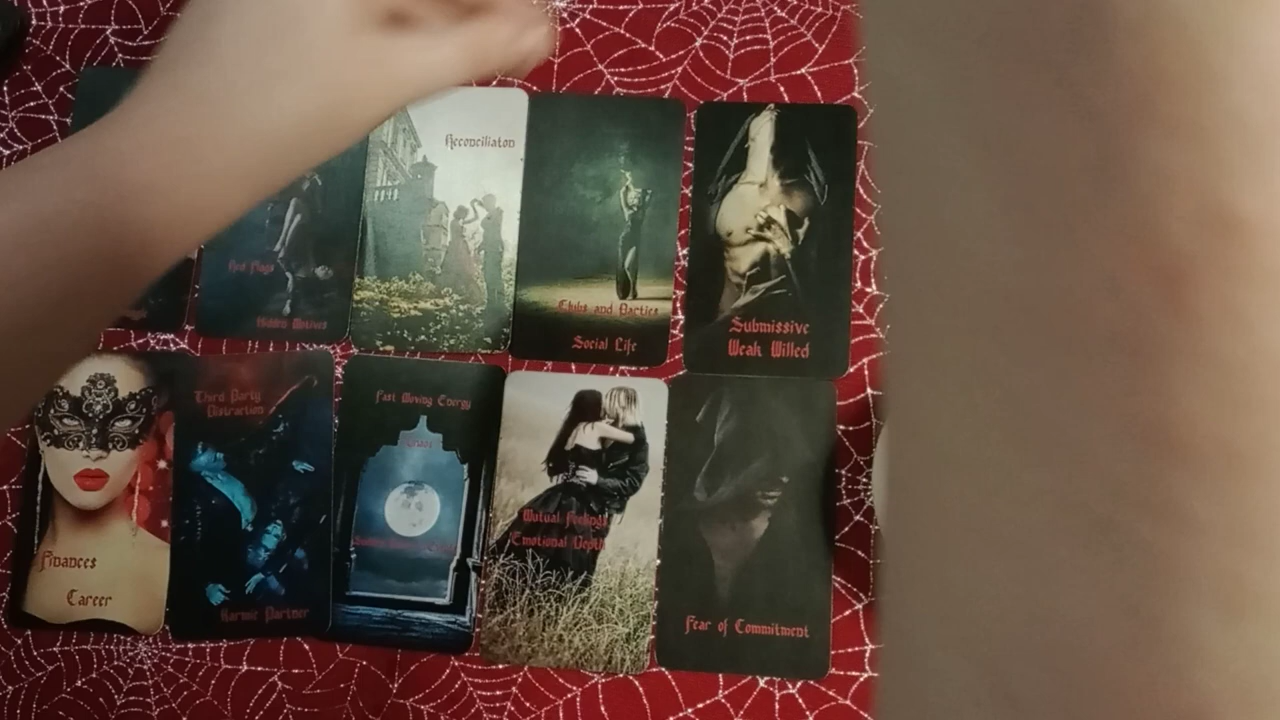 Reconciliaton
Red Flags
Hidden Motives
Clubs and Parties
Social Life
Submissive
Weak Willed
Finances
Career
Third Party
Distraction
Karmic Partner
Fast Moving Energy
Mutual Feelings
Emotional Depth
Fear of Commitment